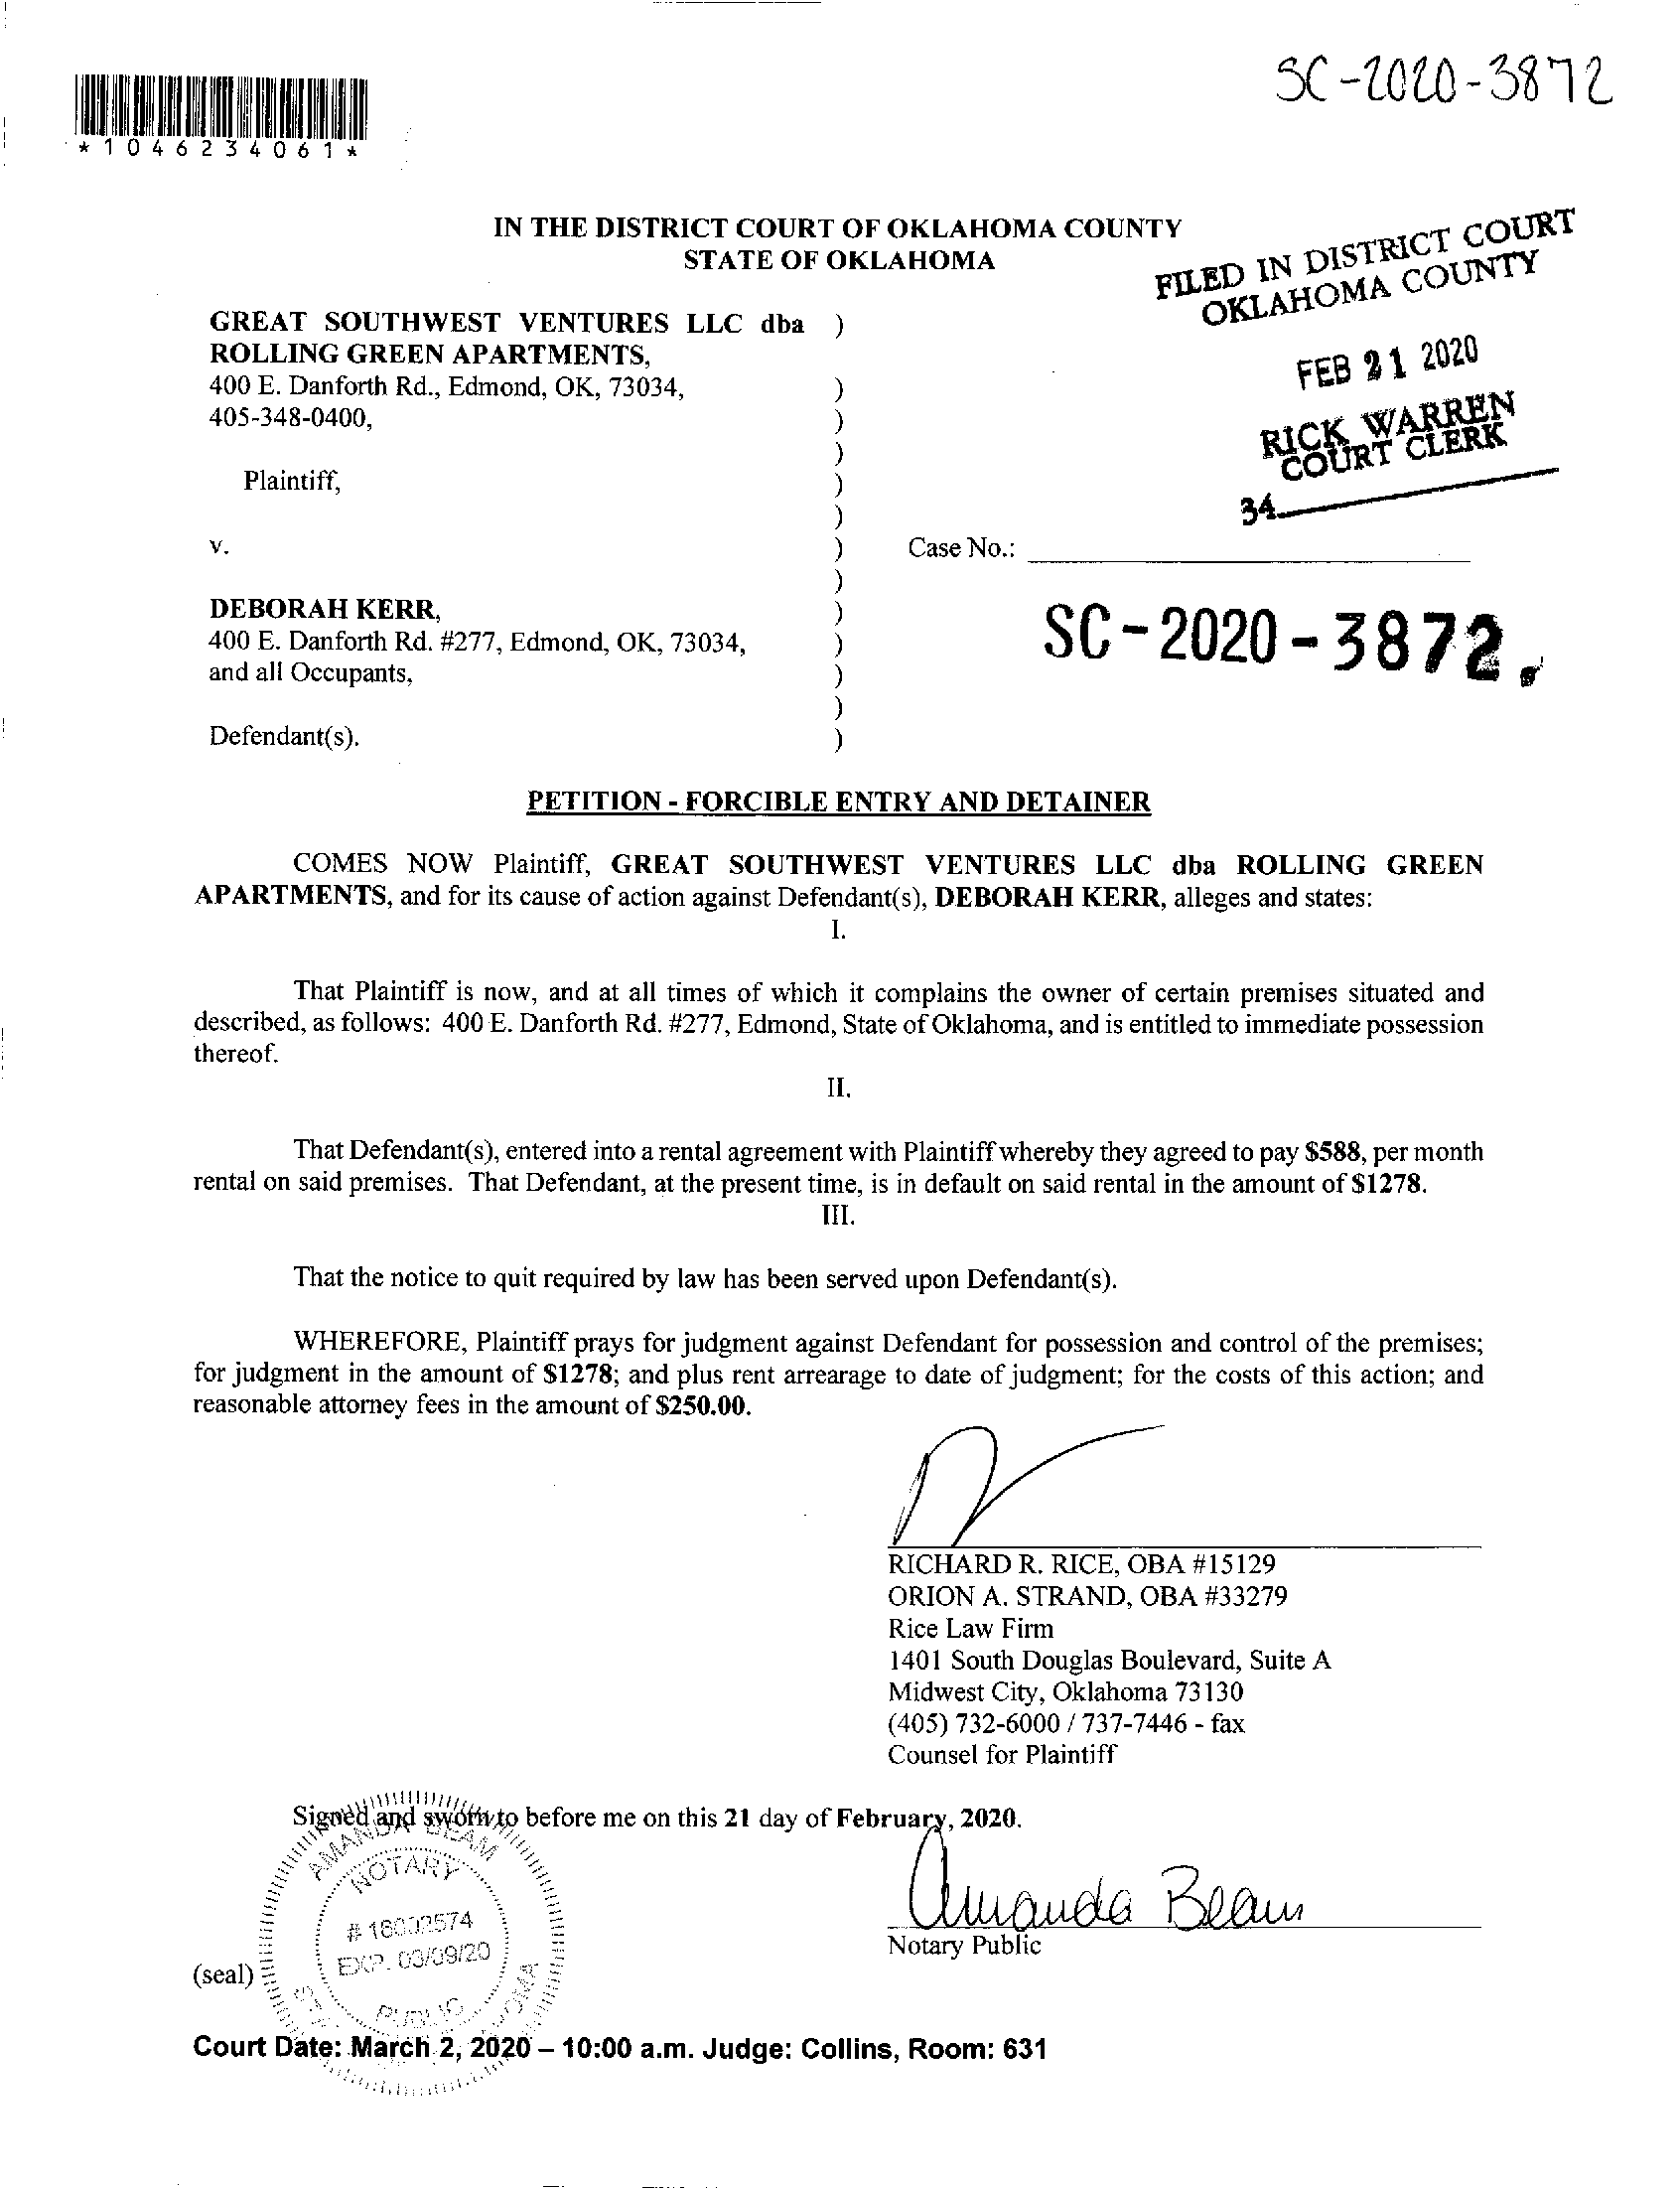 SC-2020-3872
*1046234061*
IN THE DISTRICT COURT OF OKLAHOMA COUNTY
STATE OF OKLAHOMA
FILED IN DISTRICT COURT
OKLAHOMA COUNTY
FEB 21 2020
RICK WARREN
COURT CLERK
34
GREAT SOUTHWEST VENTURES LLC dba )
ROLLING GREEN APARTMENTS,
400 E. Danforth Rd., Edmond, OK, 73034, )
405-348-0400, )
)
Plaintiff, )
)
v. ) Case No.:
)
DEBORAH KERR, )
400 E. Danforth Rd. #277, Edmond, OK, 73034, )
and all Occupants, )
)
Defendant(s). )
SC-2020-3872
PETITION - FORCIBLE ENTRY AND DETAINER
COMES NOW Plaintiff, GREAT SOUTHWEST VENTURES LLC dba ROLLING GREEN
APARTMENTS, and for its cause of action against Defendant(s), DEBORAH KERR, alleges and states:
I.
That Plaintiff is now, and at all times of which it complains the owner of certain premises situated and
described, as follows: 400 E. Danforth Rd. #277, Edmond, State of Oklahoma, and is entitled to immediate possession
thereof.
II.
That Defendant(s), entered into a rental agreement with Plaintiff whereby they agreed to pay $588, per month
rental on said premises. That Defendant, at the present time, is in default on said rental in the amount of $1278.
III.
That the notice to quit required by law has been served upon Defendant(s).
WHEREFORE, Plaintiff prays for judgment against Defendant for possession and control of the premises;
for judgment in the amount of $1278; and plus rent arrearage to date of judgment; for the costs of this action; and
reasonable attorney fees in the amount of $250.00.
RICHARD R. RICE, OBA #15129
ORION A. STRAND, OBA #33279
Rice Law Firm
1401 South Douglas Boulevard, Suite A
Midwest City, Oklahoma 73130
(405) 732-6000 / 737-7446 - fax
Counsel for Plaintiff
Signed and sworn to before me on this 21 day of February, 2020.
AMANDA BEAM
NOTARY
EXP. 03/09/20
PUBLIC
Amanda Beam
Notary Public
(seal)
Court Date: March 2, 2020 – 10:00 a.m. Judge: Collins, Room: 631